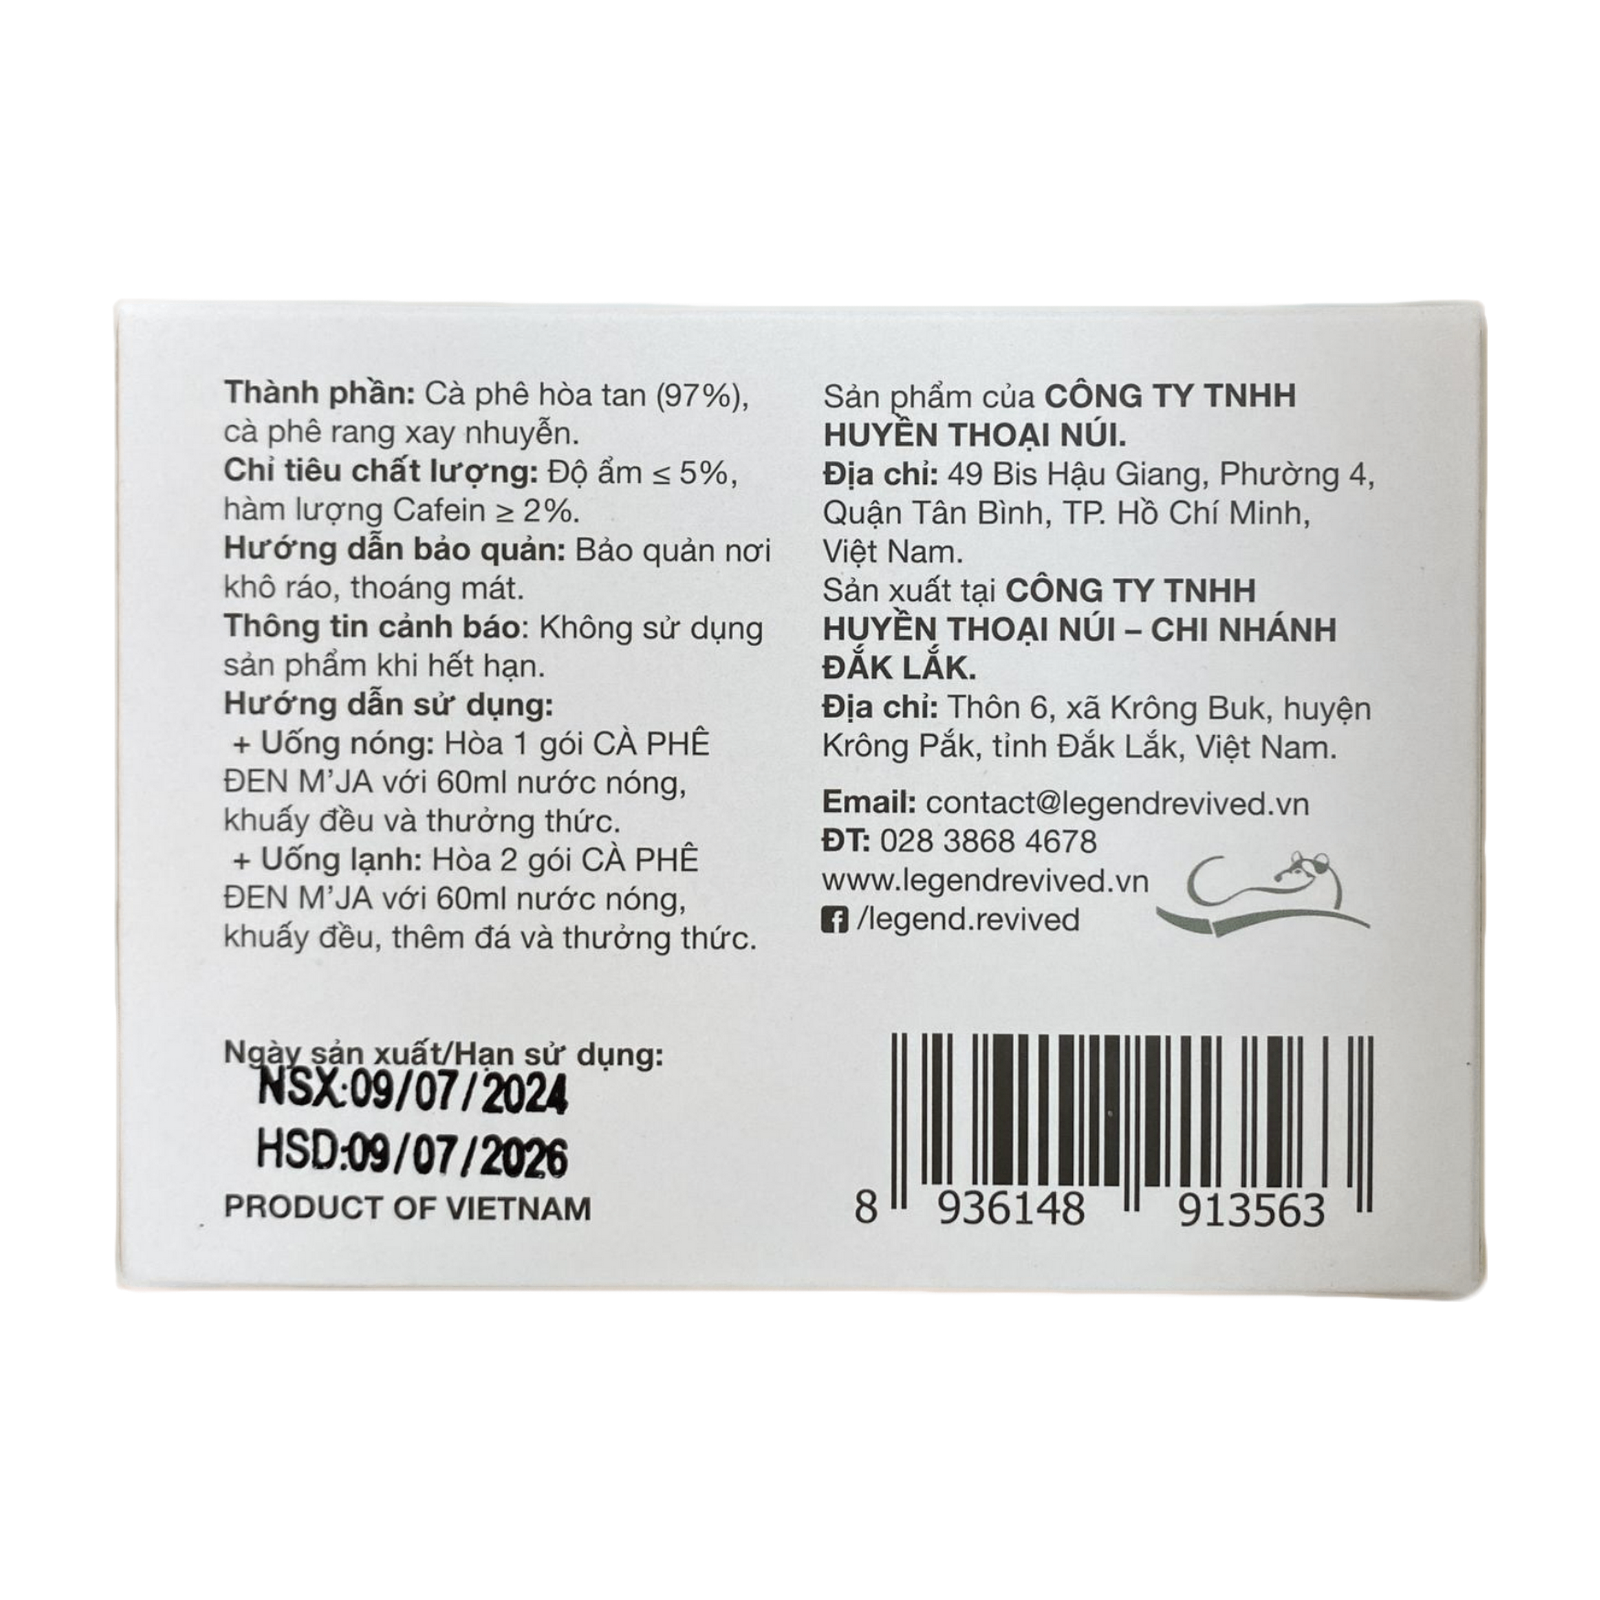 Thành phần: Cà phê hòa tan (97%),
cà phê rang xay nhuyễn.
Chỉ tiêu chất lượng: Độ ẩm ≤ 5%,
hàm lượng Cafein ≥ 2%.
Hướng dẫn bảo quản: Bảo quản nơi
khô ráo, thoáng mát.
Thông tin cảnh báo: Không sử dụng
sản phẩm khi hết hạn.
Hướng dẫn sử dụng:
+ Uống nóng: Hòa 1 gói CÀ PHÊ
ĐEN M’JA với 60ml nước nóng,
khuấy đều và thưởng thức.
+ Uống lạnh: Hòa 2 gói CÀ PHÊ
ĐEN M’JA với 60ml nước nóng,
khuấy đều, thêm đá và thưởng thức.
Ngày sản xuất/Hạn sử dụng:
NSX:09/07/2024
HSD:09/07/2026
PRODUCT OF VIETNAM
Sản phẩm của CÔNG TY TNHH
HUYỀN THOẠI NÚI.
Địa chỉ: 49 Bis Hậu Giang, Phường 4,
Quận Tân Bình, TP. Hồ Chí Minh,
Việt Nam.
Sản xuất tại CÔNG TY TNHH
HUYỀN THOẠI NÚI – CHI NHÁNH
ĐẮK LẮK.
Địa chỉ: Thôn 6, xã Krông Buk, huyện
Krông Pắk, tỉnh Đắk Lắk, Việt Nam.
Email: contact@legendrevived.vn
ĐT: 028 3868 4678
www.legendrevived.vn
/legend.revived
8 936148 913563